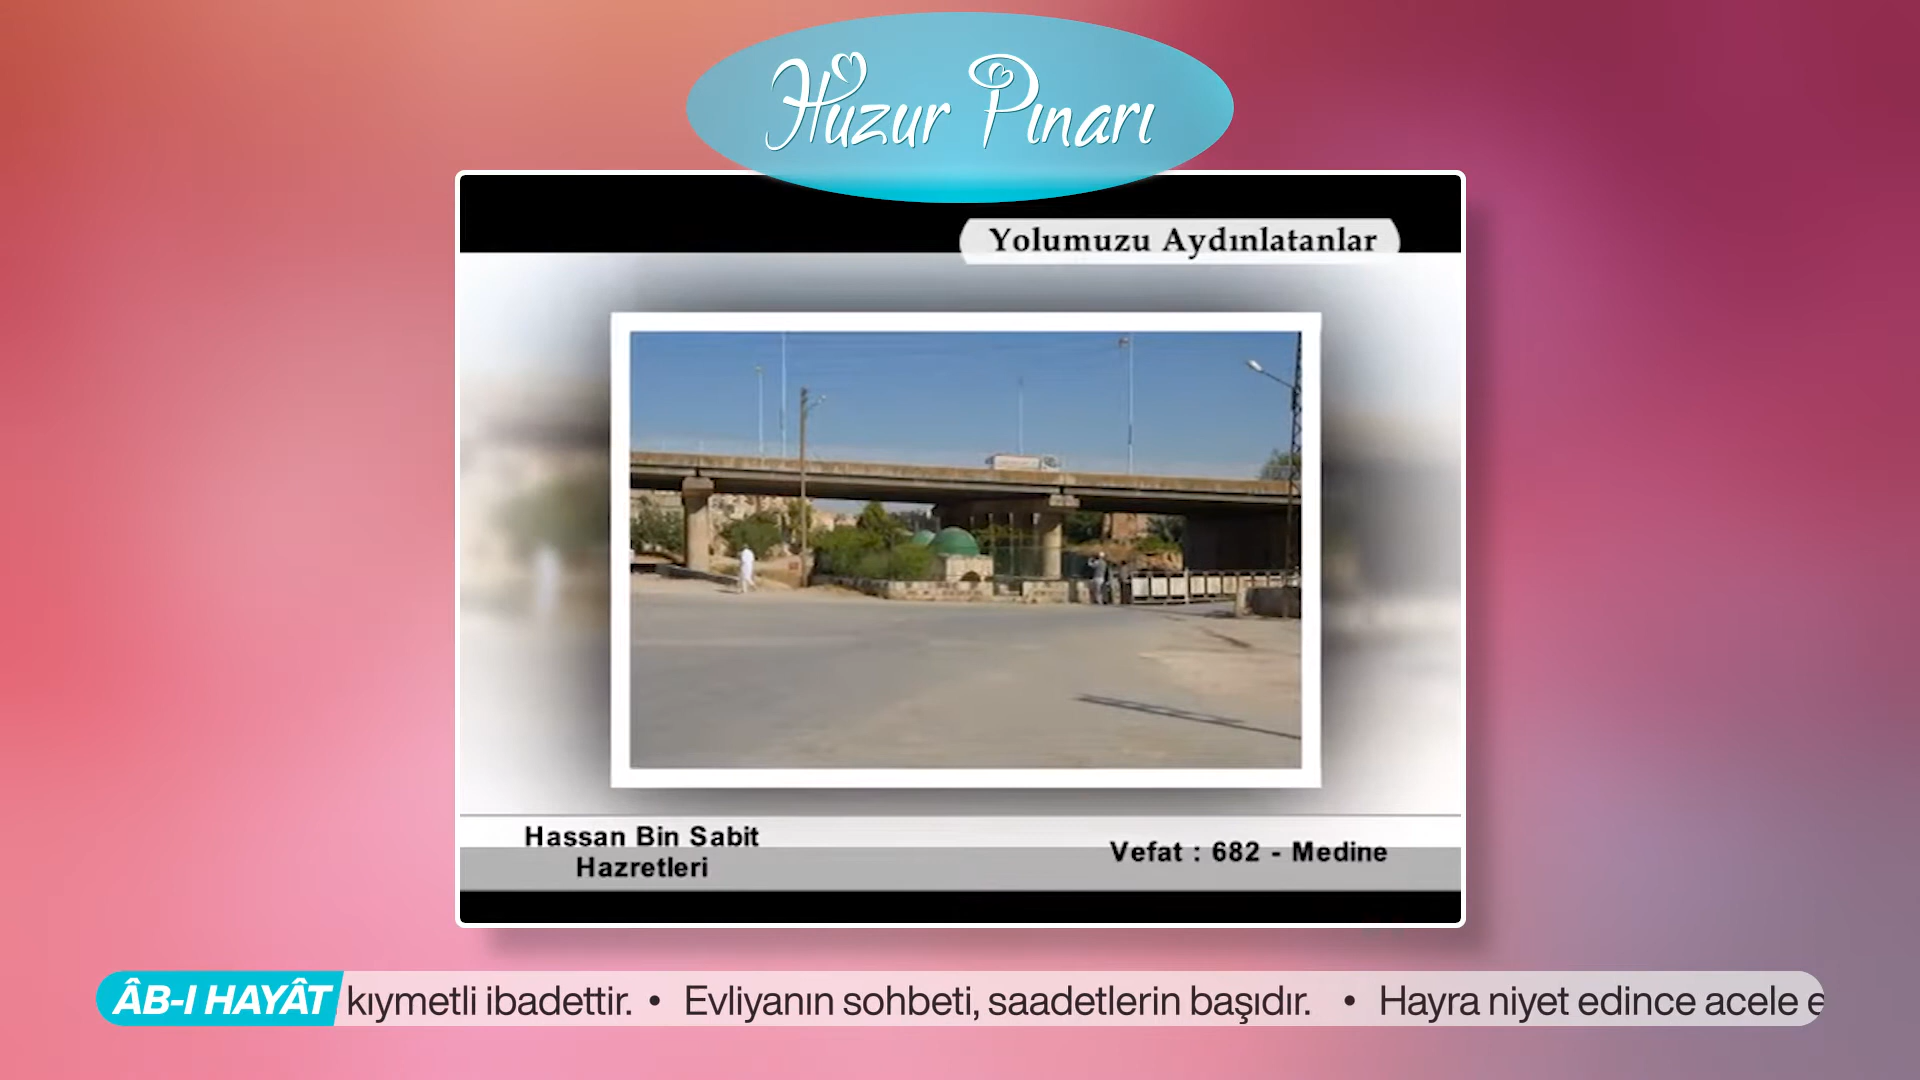 Huzur Pınarı
Yolumuzu Aydınlatanlar
Hassan Bin Sabit
Hazretleri
Vefat : 682 - Medine
ÂB-I HAYÂT
kıymetli ibadettir. • Evliyanın sohbeti, saadetlerin başıdır. • Hayra niyet edince acele